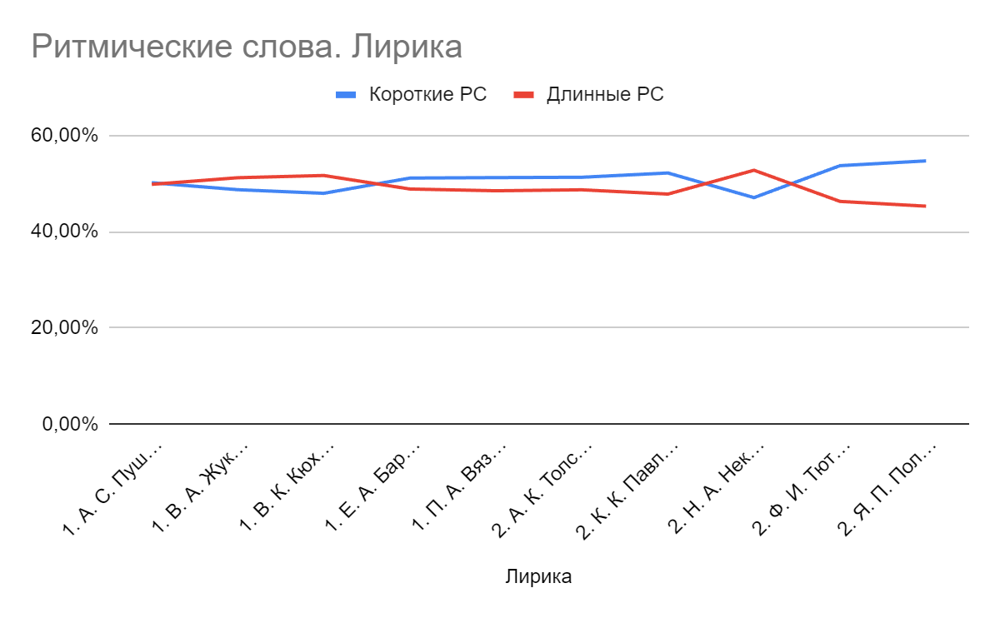 Ритмические слова. Лирика
Короткие РС Длинные РС
60,00%
40,00%
20,00%
0,00%
1. А. С. Пуш…
1. В. А. Жук…
1. В. К. Кюх…
1. Е. А. Бар…
1. П. А. Вяз…
2. А. К. Толс…
2. К. К. Павл…
2. Н. А. Нек…
2. Ф. И. Тют…
2. Я. П. Пол…
Лирика